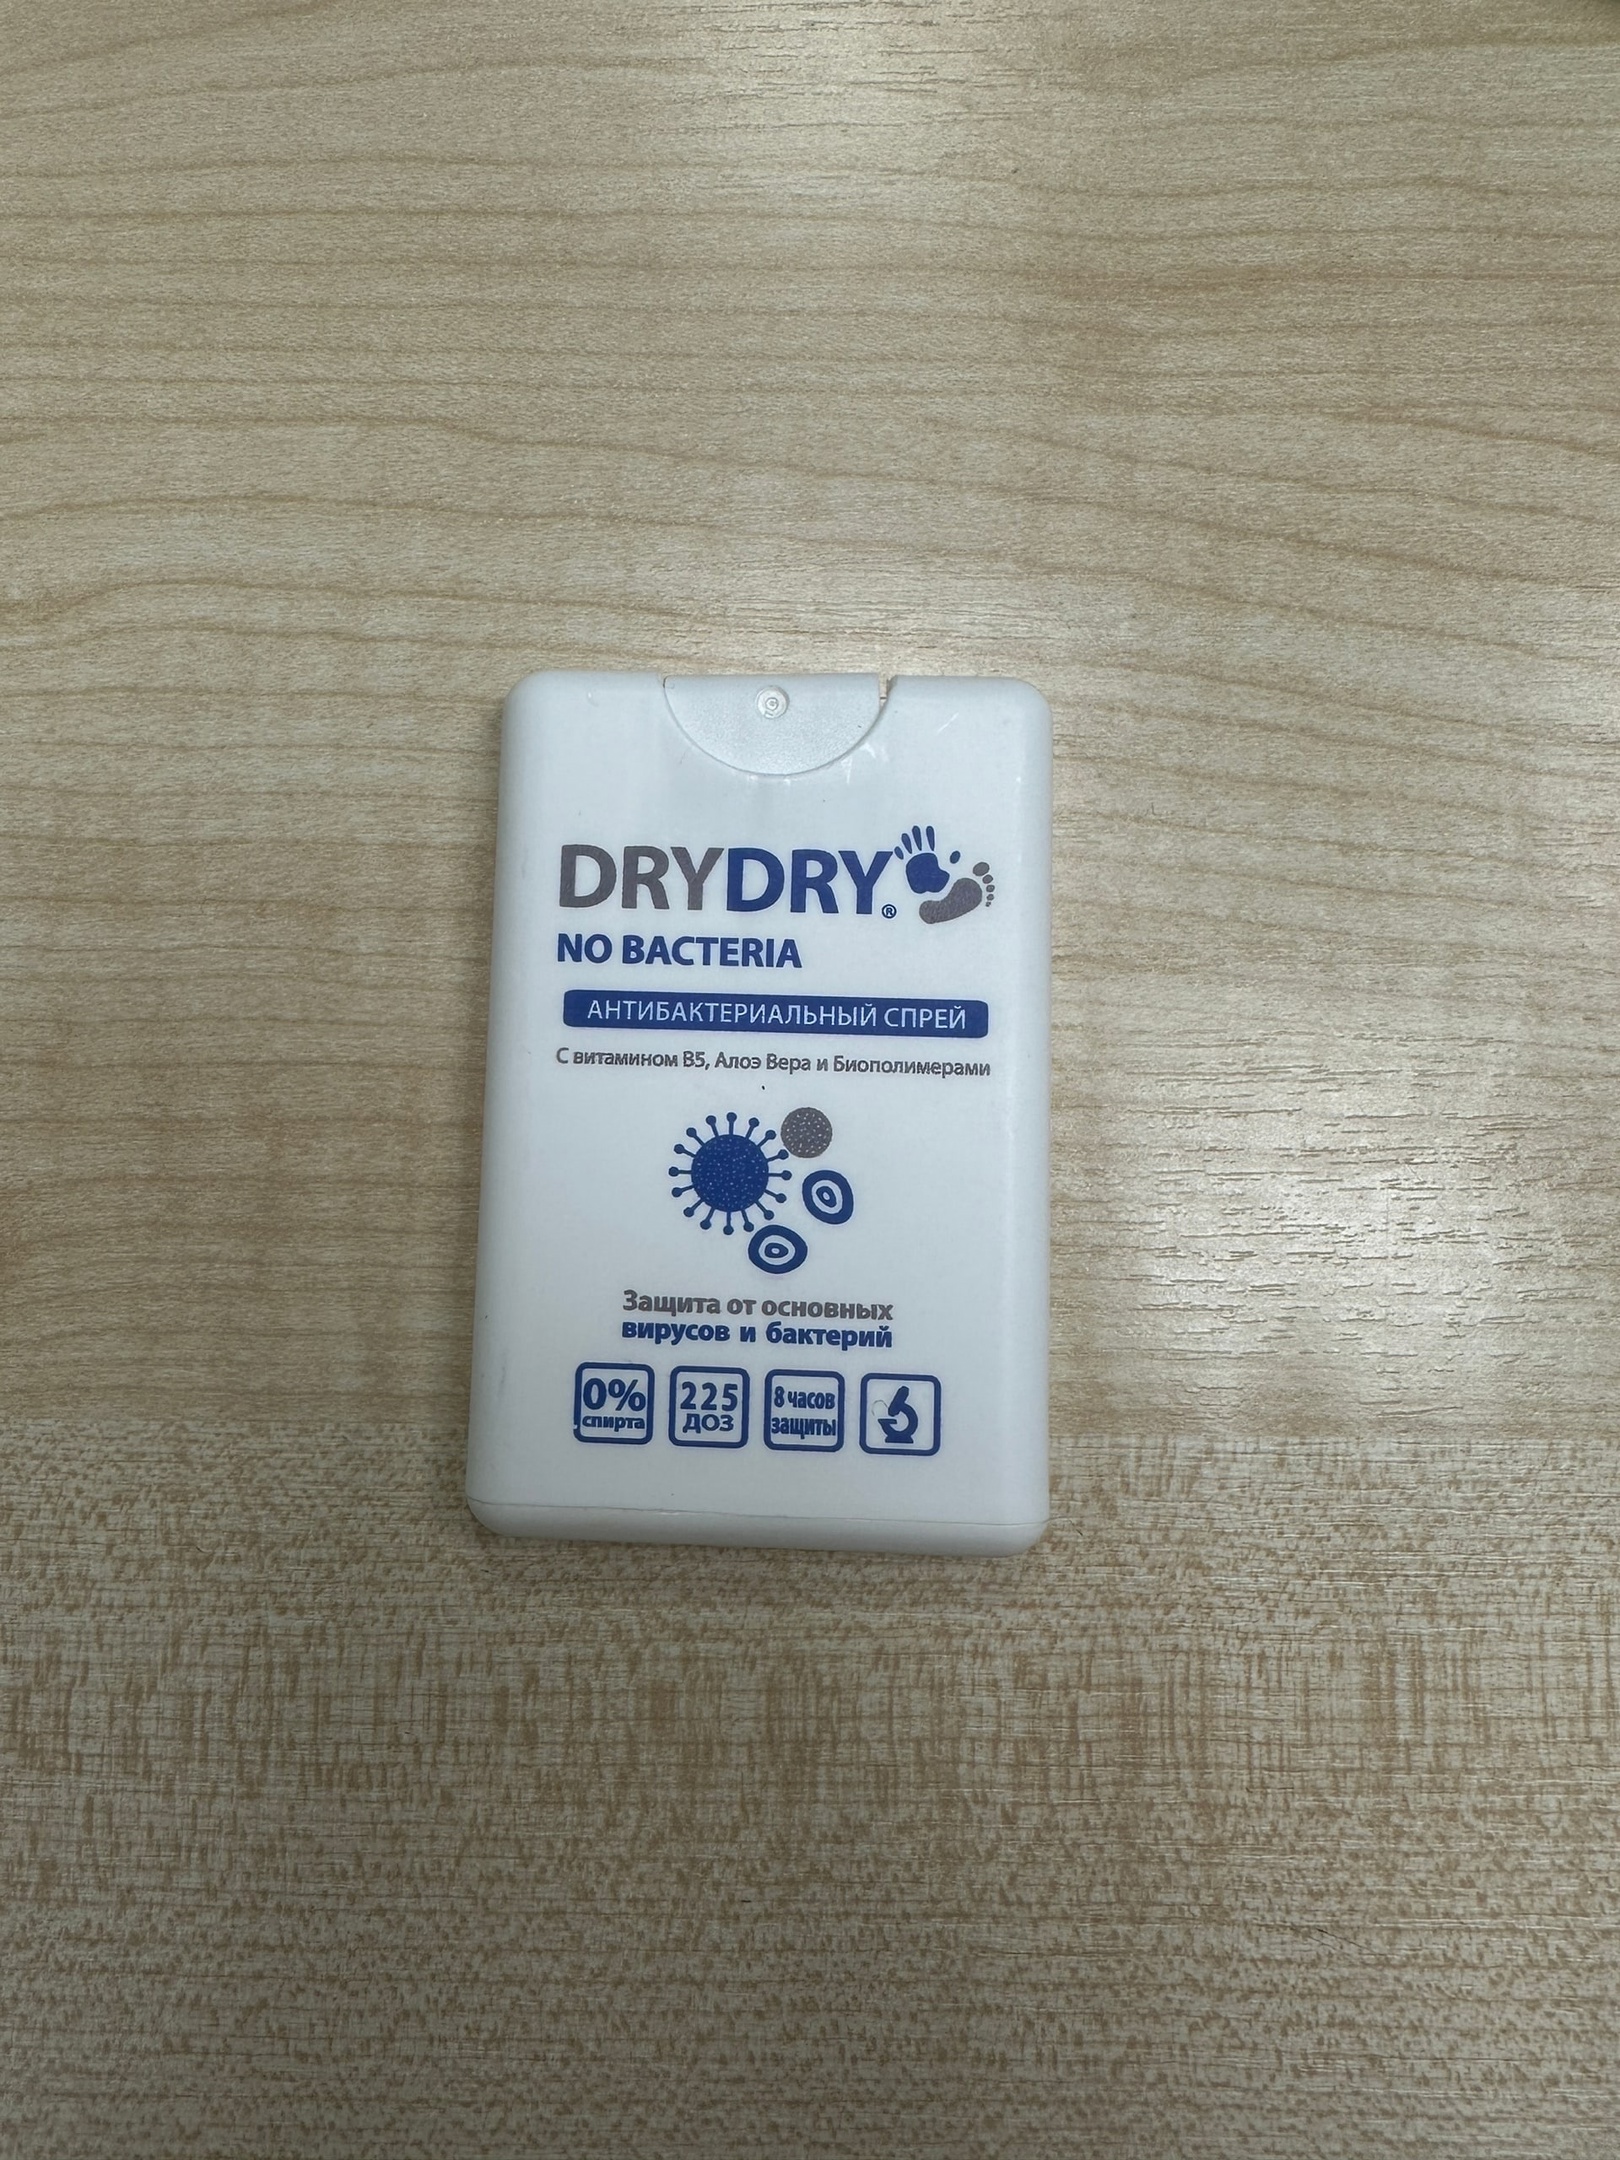 DRYDRY®
NO BACTERIA
АНТИБАКТЕРИАЛЬНЫЙ СПРЕЙ
С витамином В5, Алоэ Вера и Биополимерами
Защита от основных
вирусов и бактерий
0%
спирта
225
ДОЗ
8 часов
защиты